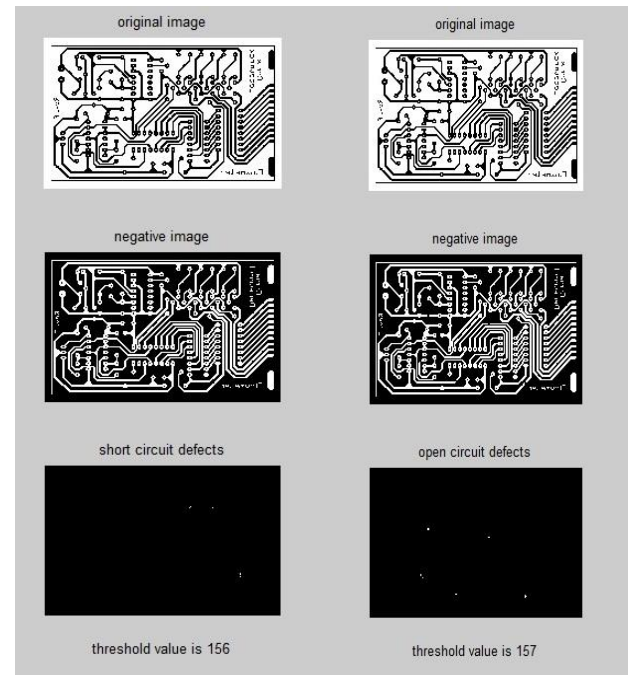 original image
original image
negative image
negative image
short circuit defects
open circuit defects
threshold value is 156
threshold value is 157